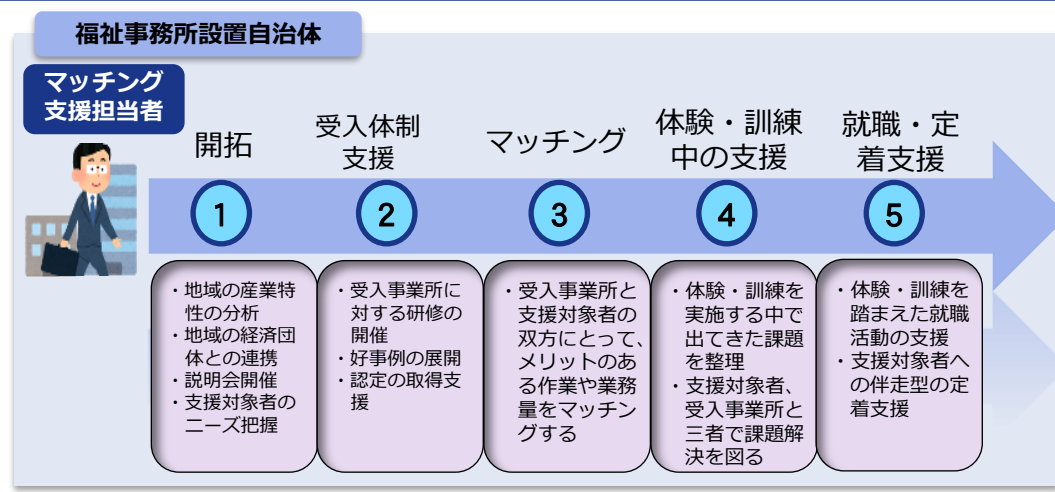 福祉事務所設置自治体
マッチング
支援担当者
開拓
受入体制
支援
マッチング
体験・訓練
中の支援
就職・定
着支援
1
2
3
4
5
・地域の産業特
性の分析
・地域の経済団
体との連携
・説明会開催
・支援対象者の
ニーズ把握
・受入事業所に
対する研修の
開催
・好事例の展開
・認定の取得支
援
・受入事業所と
支援対象者の
双方にとって、
メリットのあ
る作業や業務
量をマッチン
グする
・体験・訓練を
実施する中で
出てきた課題
を整理
・支援対象者、
受入事業所と
三者で課題解
決を図る
・体験・訓練を
踏まえた就職
活動の支援
・支援対象者へ
の伴走型の定
着支援